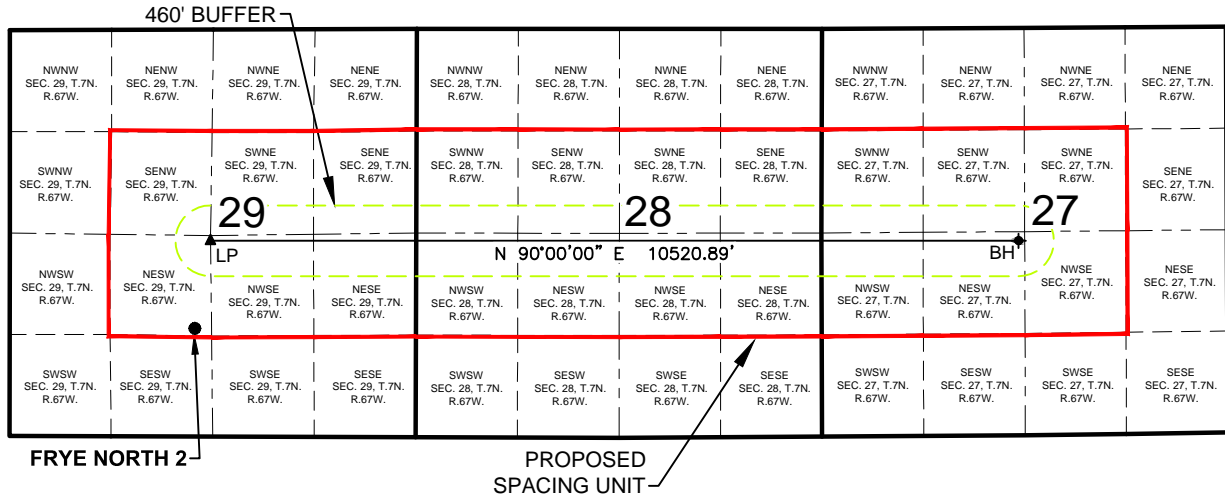 460' BUFFER
NWNW
SEC. 29, T.7N.
R.67W.
NENW
SEC. 29, T.7N.
R.67W.
NWNE
SEC. 29, T.7N.
R.67W.
NENE
SEC. 29, T.7N.
R.67W.
NWNW
SEC. 28, T.7N.
R.67W.
NENW
SEC. 28, T.7N.
R.67W.
NWNE
SEC. 28, T.7N.
R.67W.
NENE
SEC. 28, T.7N.
R.67W.
NWNW
SEC. 27, T.7N.
R.67W.
NENW
SEC. 27, T.7N.
R.67W.
NWNE
SEC. 27, T.7N.
R.67W.
NENE
SEC. 27, T.7N.
R.67W.
SWNW
SEC. 29, T.7N.
R.67W.
SENW
SEC. 29, T.7N.
R.67W.
SWNE
SEC. 29, T.7N.
R.67W.
SENE
SEC. 29, T.7N.
R.67W.
SWNW
SEC. 28, T.7N.
R.67W.
SENW
SEC. 28, T.7N.
R.67W.
SWNE
SEC. 28, T.7N.
R.67W.
SENE
SEC. 28, T.7N.
R.67W.
SWNW
SEC. 27, T.7N.
R.67W.
SENW
SEC. 27, T.7N.
R.67W.
SWNE
SEC. 27, T.7N.
R.67W.
SENE
SEC. 27, T.7N.
R.67W.
29
28
27
LP
N 90°00'00" E 10520.89'
BH
NWSW
SEC. 29, T.7N.
R.67W.
NESW
SEC. 29, T.7N.
R.67W.
NWSE
SEC. 29, T.7N.
R.67W.
NESE
SEC. 29, T.7N.
R.67W.
NWSW
SEC. 28, T.7N.
R.67W.
NESW
SEC. 28, T.7N.
R.67W.
NWSE
SEC. 28, T.7N.
R.67W.
NESE
SEC. 28, T.7N.
R.67W.
NWSW
SEC. 27, T.7N.
R.67W.
NESW
SEC. 27, T.7N.
R.67W.
NWSE
SEC. 27, T.7N.
R.67W.
NESE
SEC. 27, T.7N.
R.67W.
SWSW
SEC. 29, T.7N.
R.67W.
SESW
SEC. 29, T.7N.
R.67W.
SWSE
SEC. 29, T.7N.
R.67W.
SESE
SEC. 29, T.7N.
R.67W.
SWSW
SEC. 28, T.7N.
R.67W.
SESW
SEC. 28, T.7N.
R.67W.
SWSE
SEC. 28, T.7N.
R.67W.
SESE
SEC. 28, T.7N.
R.67W.
SWSW
SEC. 27, T.7N.
R.67W.
SESW
SEC. 27, T.7N.
R.67W.
SWSE
SEC. 27, T.7N.
R.67W.
SESE
SEC. 27, T.7N.
R.67W.
FRYE NORTH 2
PROPOSED
SPACING UNIT